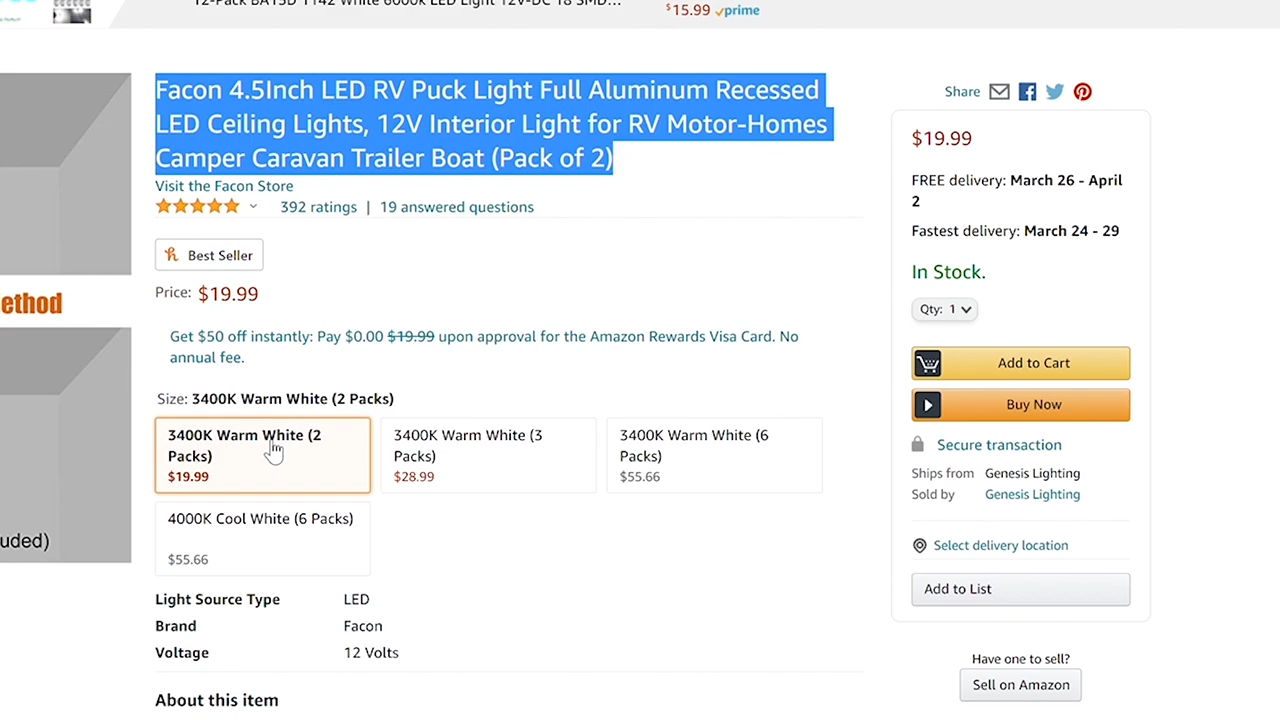 12-Pack BA15D 1142 White 6000k LED Light 12V-DC 18 SMD...
$15.99 prime
Facon 4.5Inch LED RV Puck Light Full Aluminum Recessed
LED Ceiling Lights, 12V Interior Light for RV Motor-Homes
Camper Caravan Trailer Boat (Pack of 2)
Visit the Facon Store
392 ratings | 19 answered questions
Best Seller
Price: $19.99
Get $50 off instantly: Pay $0.00 $19.99 upon approval for the Amazon Rewards Visa Card. No
annual fee.
Size: 3400K Warm White (2 Packs)
3400K Warm White (2
Packs)
$19.99
3400K Warm White (3
Packs)
$28.99
3400K Warm White (6
Packs)
$55.66
4000K Cool White (6 Packs)
$55.66
Light Source Type LED
Brand Facon
Voltage 12 Volts
About this item
ethod
uded)
Share
$19.99
FREE delivery: March 26 - April
2
Fastest delivery: March 24 - 29
In Stock.
Qty: 1
Add to Cart
Buy Now
Secure transaction
Ships from Genesis Lighting
Sold by Genesis Lighting
Select delivery location
Add to List
Have one to sell?
Sell on Amazon